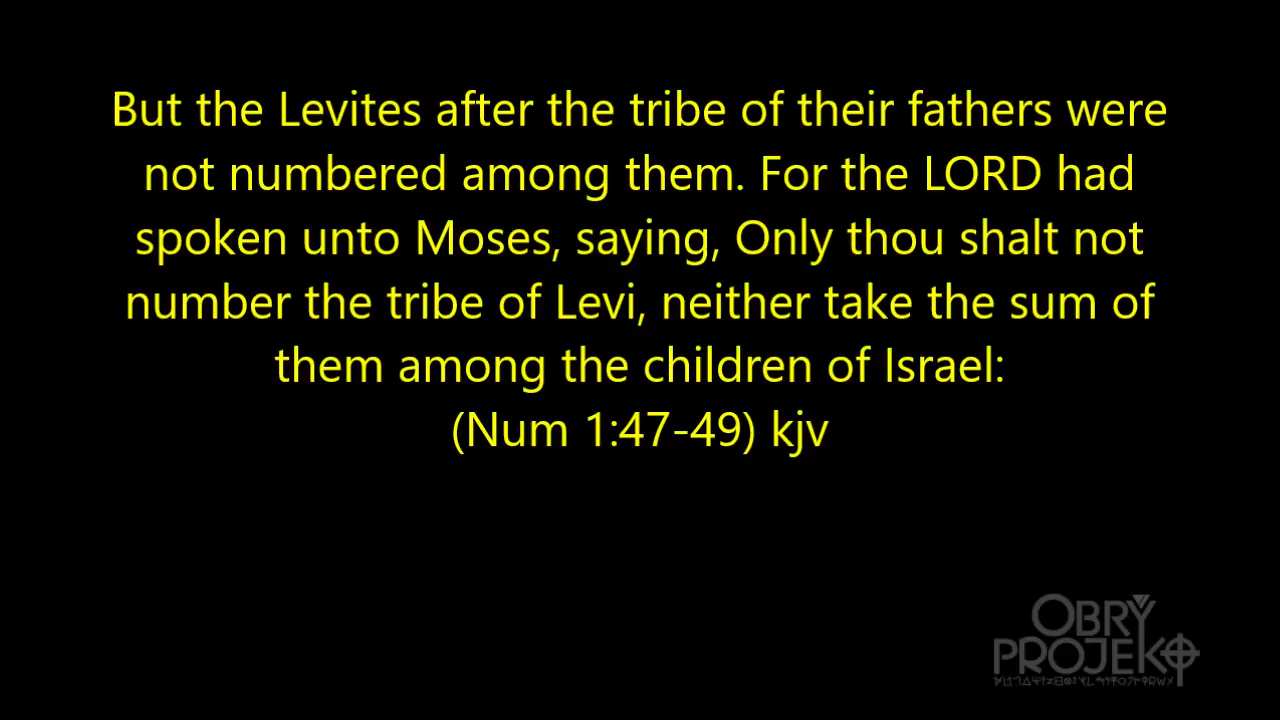 But the Levites after the tribe of their fathers were
not numbered among them. For the LORD had
spoken unto Moses, saying, Only thou shalt not
number the tribe of Levi, neither take the sum of
them among the children of Israel:
(Num 1:47-49) kjv
OBRY
PROJEKO